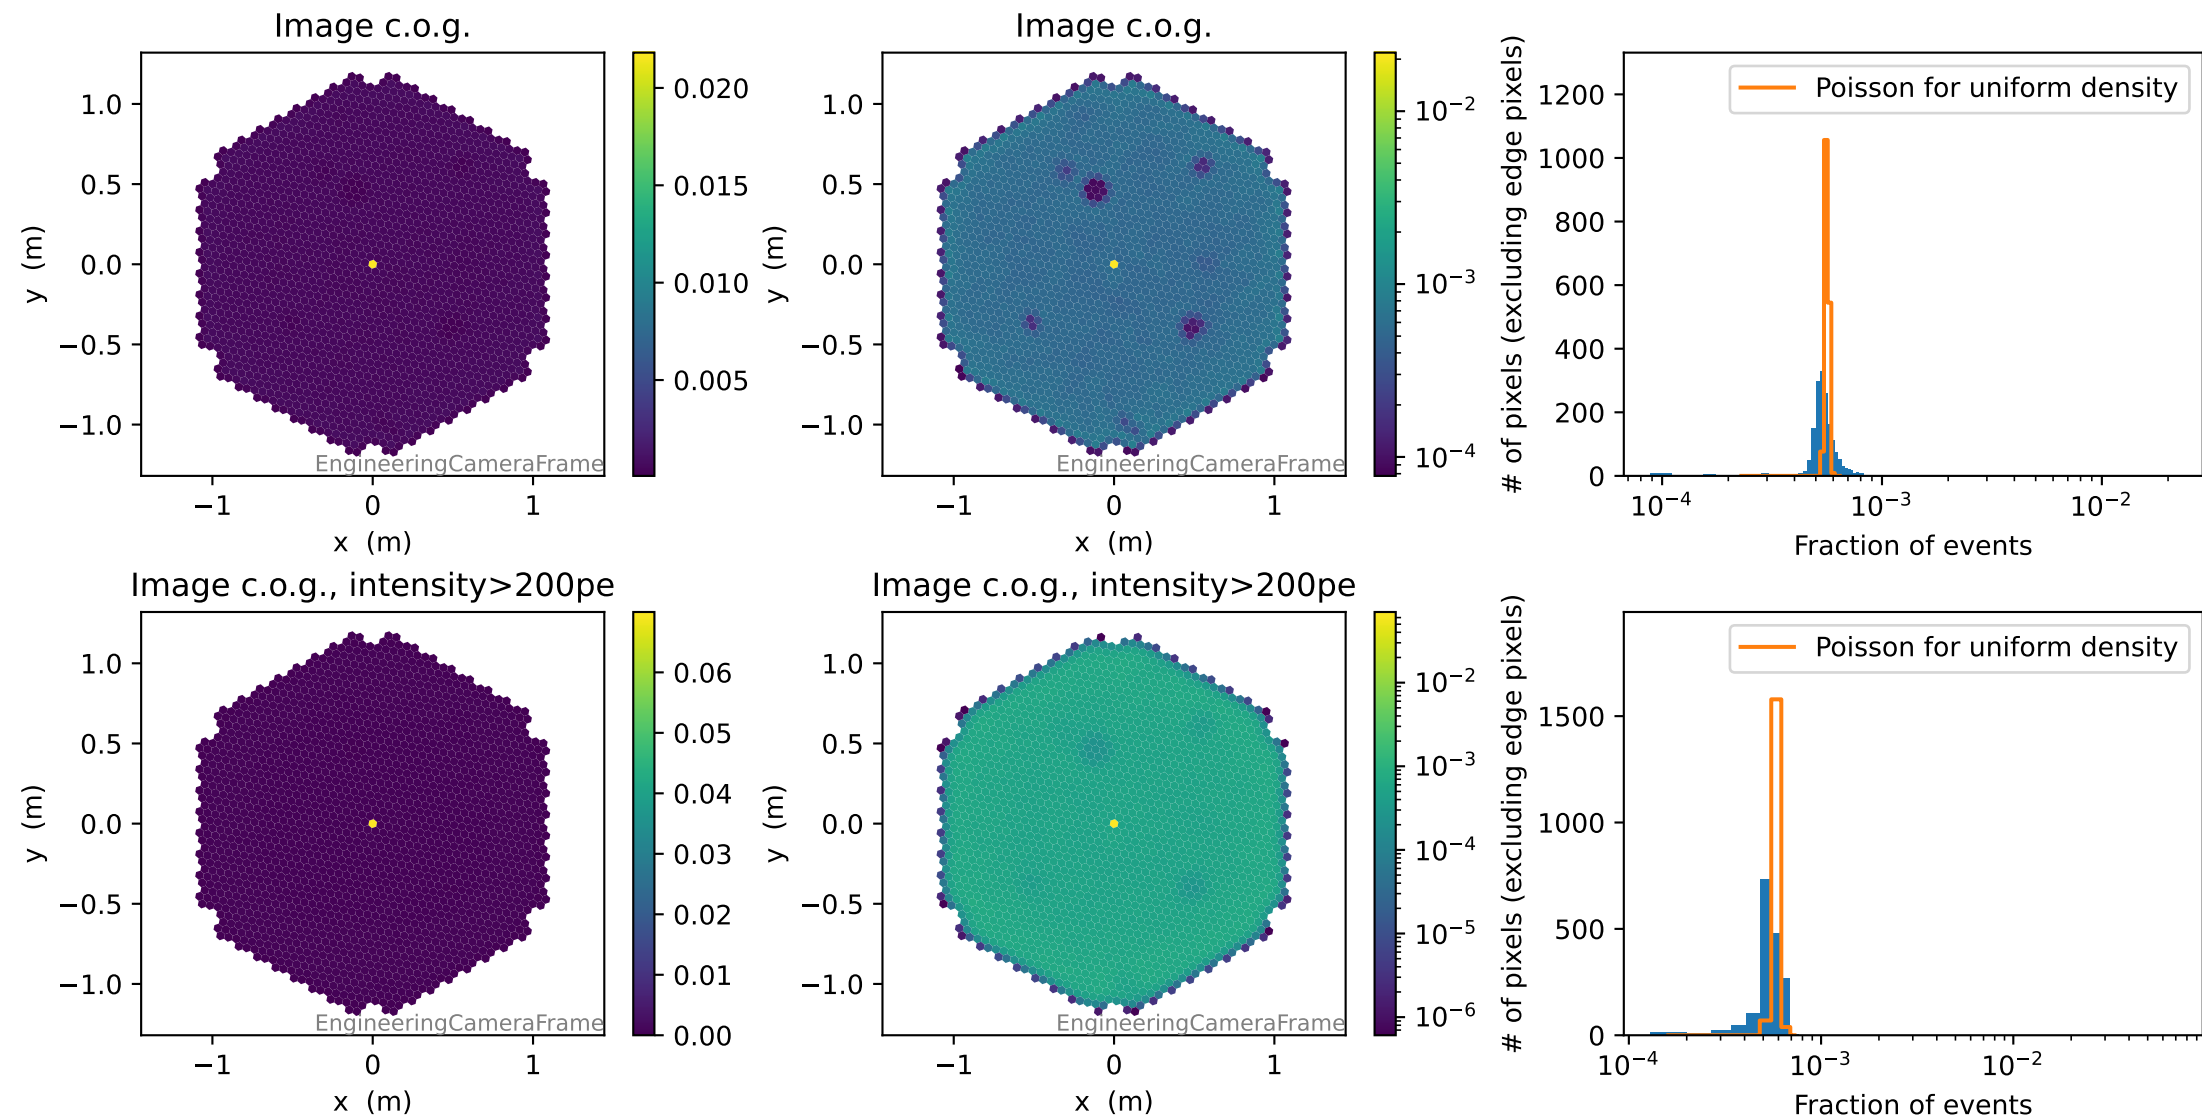 Image c.o.g.
1.0
0.5
0.0
−0.5
−1.0
y (m)
−1 0 1
x (m)
EngineeringCameraFrame
0.020
0.015
0.010
0.005
Image c.o.g.
1.0
0.5
0.0
−0.5
−1.0
y (m)
−1 0 1
x (m)
EngineeringCameraFrame
10−2
10−3
10−4
Poisson for uniform density
1200
1000
800
600
400
200
0
# of pixels (excluding edge pixels)
10−4 10−3 10−2
Fraction of events
Image c.o.g., intensity>200pe
1.0
0.5
0.0
−0.5
−1.0
y (m)
−1 0 1
x (m)
EngineeringCameraFrame
0.06
0.05
0.04
0.03
0.02
0.01
0.00
Image c.o.g., intensity>200pe
1.0
0.5
0.0
−0.5
−1.0
y (m)
−1 0 1
x (m)
EngineeringCameraFrame
10−2
10−3
10−4
10−5
10−6
Poisson for uniform density
1500
1000
500
0
# of pixels (excluding edge pixels)
10−4 10−3 10−2
Fraction of events